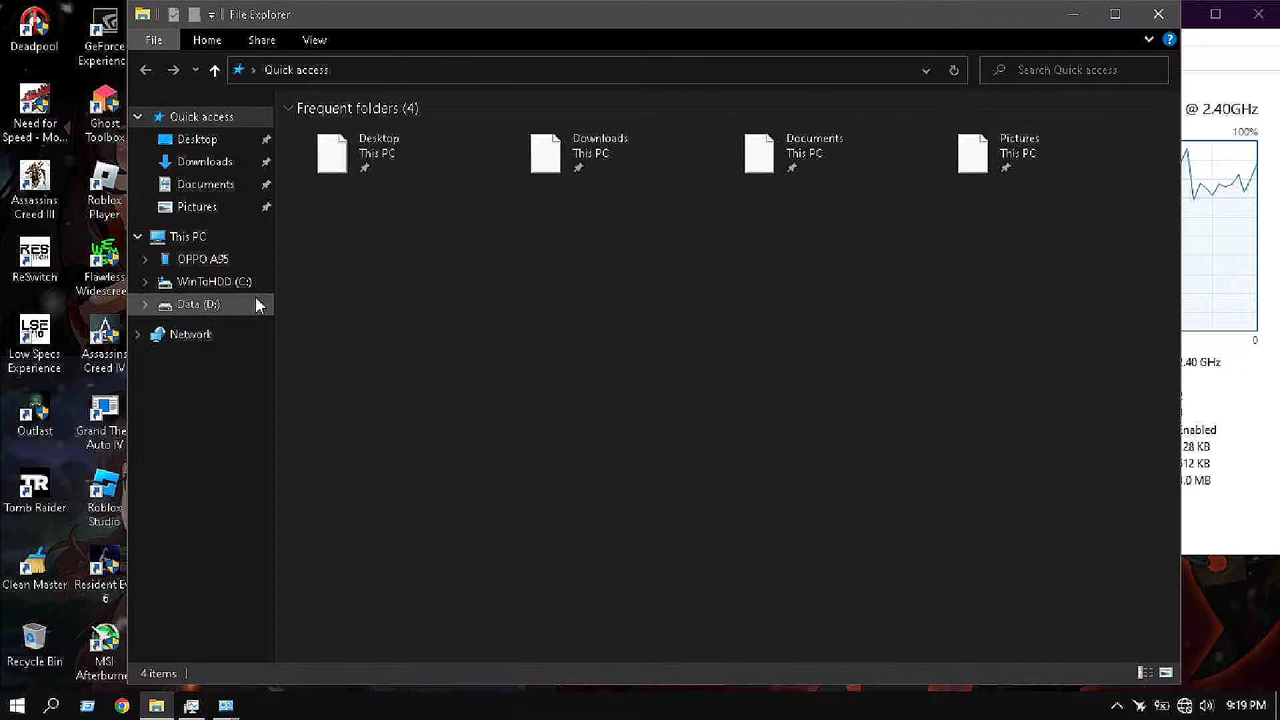 File Explorer
File
Home
Share
View
Quick access
Search Quick access
Quick access
Desktop
Downloads
Documents
Pictures
This PC
OPPO A95
WinToHDD (C:)
Data (D:)
Network
Frequent folders (4)
Desktop
This PC
Downloads
This PC
Documents
This PC
Pictures
This PC
4 items
Deadpool
GeForce
Experience
Need for
Speed - Mo...
Ghost
Toolbox
Assassins
Creed III
Roblox
Player
ReSwitch
Flawless
Widescreen
Low Specs
Experience
Assassins
Creed IV
Outlast
Grand The
Auto IV
Tomb Raider
Roblox
Studio
Clean Master
Resident Ev
6
Recycle Bin
MSI
Afterburne
@ 2.40GHz
100%
0
2.40 GHz
Enabled
28 KB
512 KB
.0 MB
9:19 PM